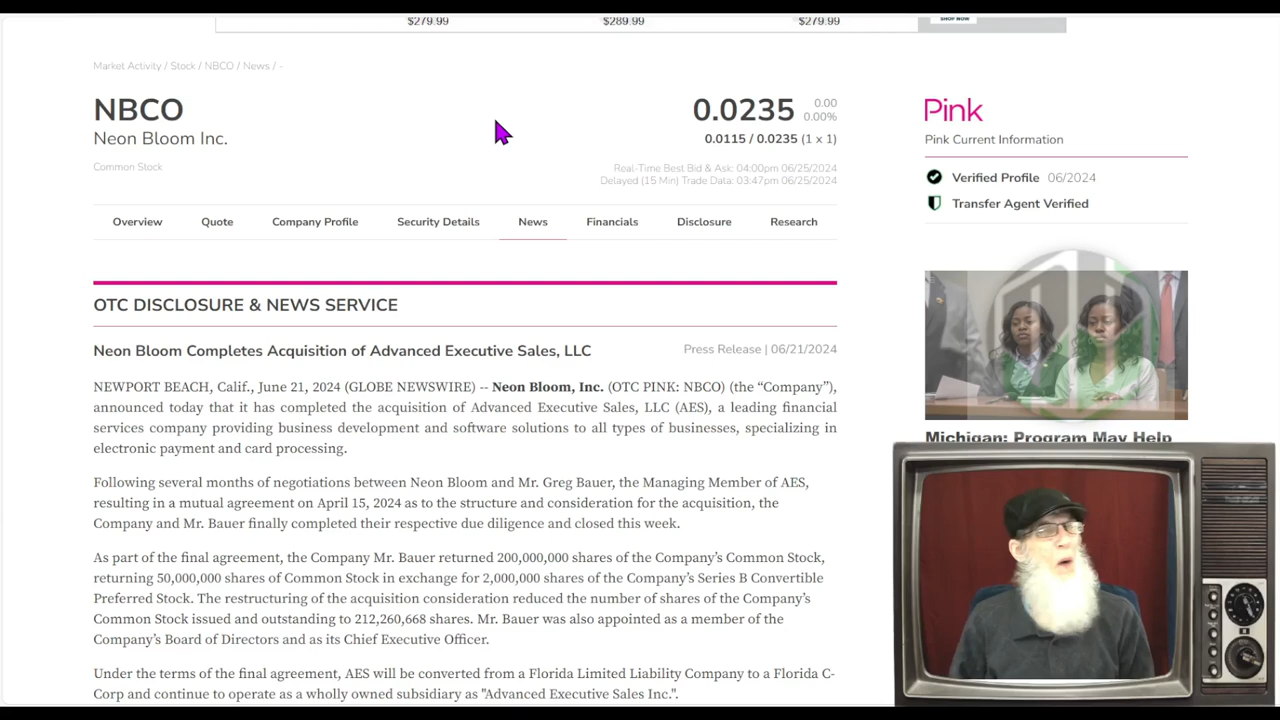 $279.99 $289.99 $279.99
SHOP NOW
Market Activity / Stock / NBCO / News / -
NBCO
Neon Bloom Inc.
Common Stock
0.0235
0.00
0.00%
0.0115 / 0.0235 (1 x 1)
Real-Time Best Bid & Ask: 04:00pm 06/25/2024
Delayed (15 Min) Trade Data: 03:47pm 06/25/2024
Pink
Pink Current Information
Verified Profile 06/2024
Transfer Agent Verified
Overview Quote Company Profile Security Details News Financials Disclosure Research
OTC DISCLOSURE & NEWS SERVICE
Neon Bloom Completes Acquisition of Advanced Executive Sales, LLC
Press Release | 06/21/2024
NEWPORT BEACH, Calif., June 21, 2024 (GLOBE NEWSWIRE) -- Neon Bloom, Inc. (OTC PINK: NBCO) (the “Company”),
announced today that it has completed the acquisition of Advanced Executive Sales, LLC (AES), a leading financial
services company providing business development and software solutions to all types of businesses, specializing in
electronic payment and card processing.
Following several months of negotiations between Neon Bloom and Mr. Greg Bauer, the Managing Member of AES,
resulting in a mutual agreement on April 15, 2024 as to the structure and consideration for the acquisition, the
Company and Mr. Bauer finally completed their respective due diligence and closed this week.
As part of the final agreement, the Company Mr. Bauer returned 200,000,000 shares of the Company’s Common Stock,
returning 50,000,000 shares of Common Stock in exchange for 2,000,000 shares of the Company’s Series B Convertible
Preferred Stock. The restructuring of the acquisition consideration reduced the number of shares of the Company’s
Common Stock issued and outstanding to 212,260,668 shares. Mr. Bauer was also appointed as a member of the
Company’s Board of Directors and as its Chief Executive Officer.
Under the terms of the final agreement, AES will be converted from a Florida Limited Liability Company to a Florida C-
Corp and continue to operate as a wholly owned subsidiary as "Advanced Executive Sales Inc.".
Michigan: Program May Help